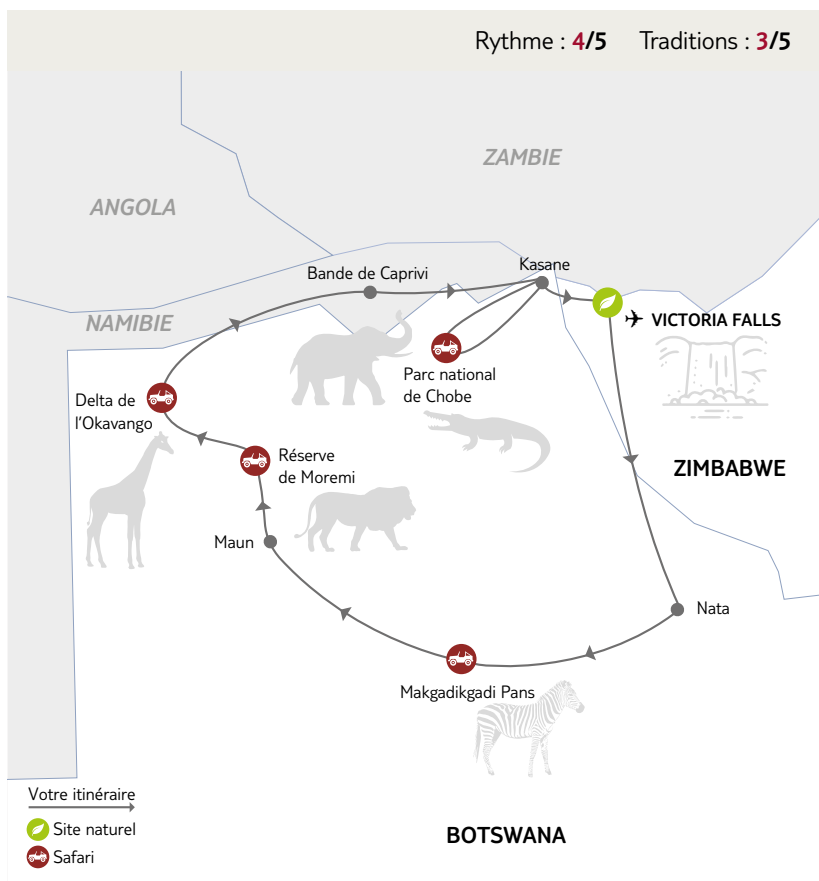 Rythme : 4/5 Traditions : 3/5
ZAMBIE
ANGOLA
Kasane
Bande de Caprivi
NAMIBIE
VICTORIA FALLS
Parc national
de Chobe
Delta de
l'Okavango
Réserve
de Moremi
ZIMBABWE
Maun
Nata
Makgadikgadi Pans
Votre itinéraire
Site naturel
Safari
BOTSWANA